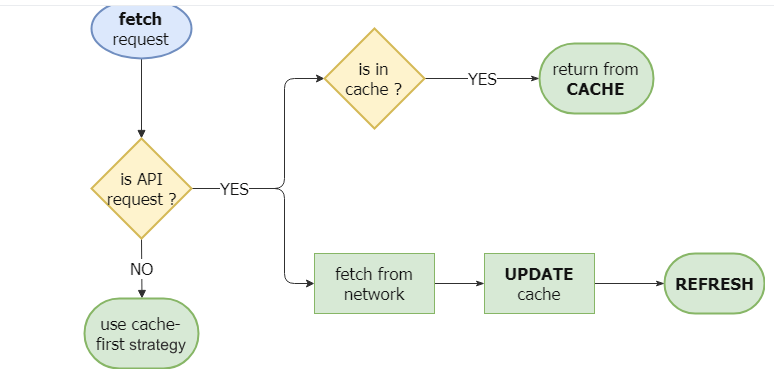 fetch
request
is in
cache ?
YES
return from
CACHE
is API
request ?
YES
NO
fetch from
network
UPDATE
cache
REFRESH
use cache-
first strategy